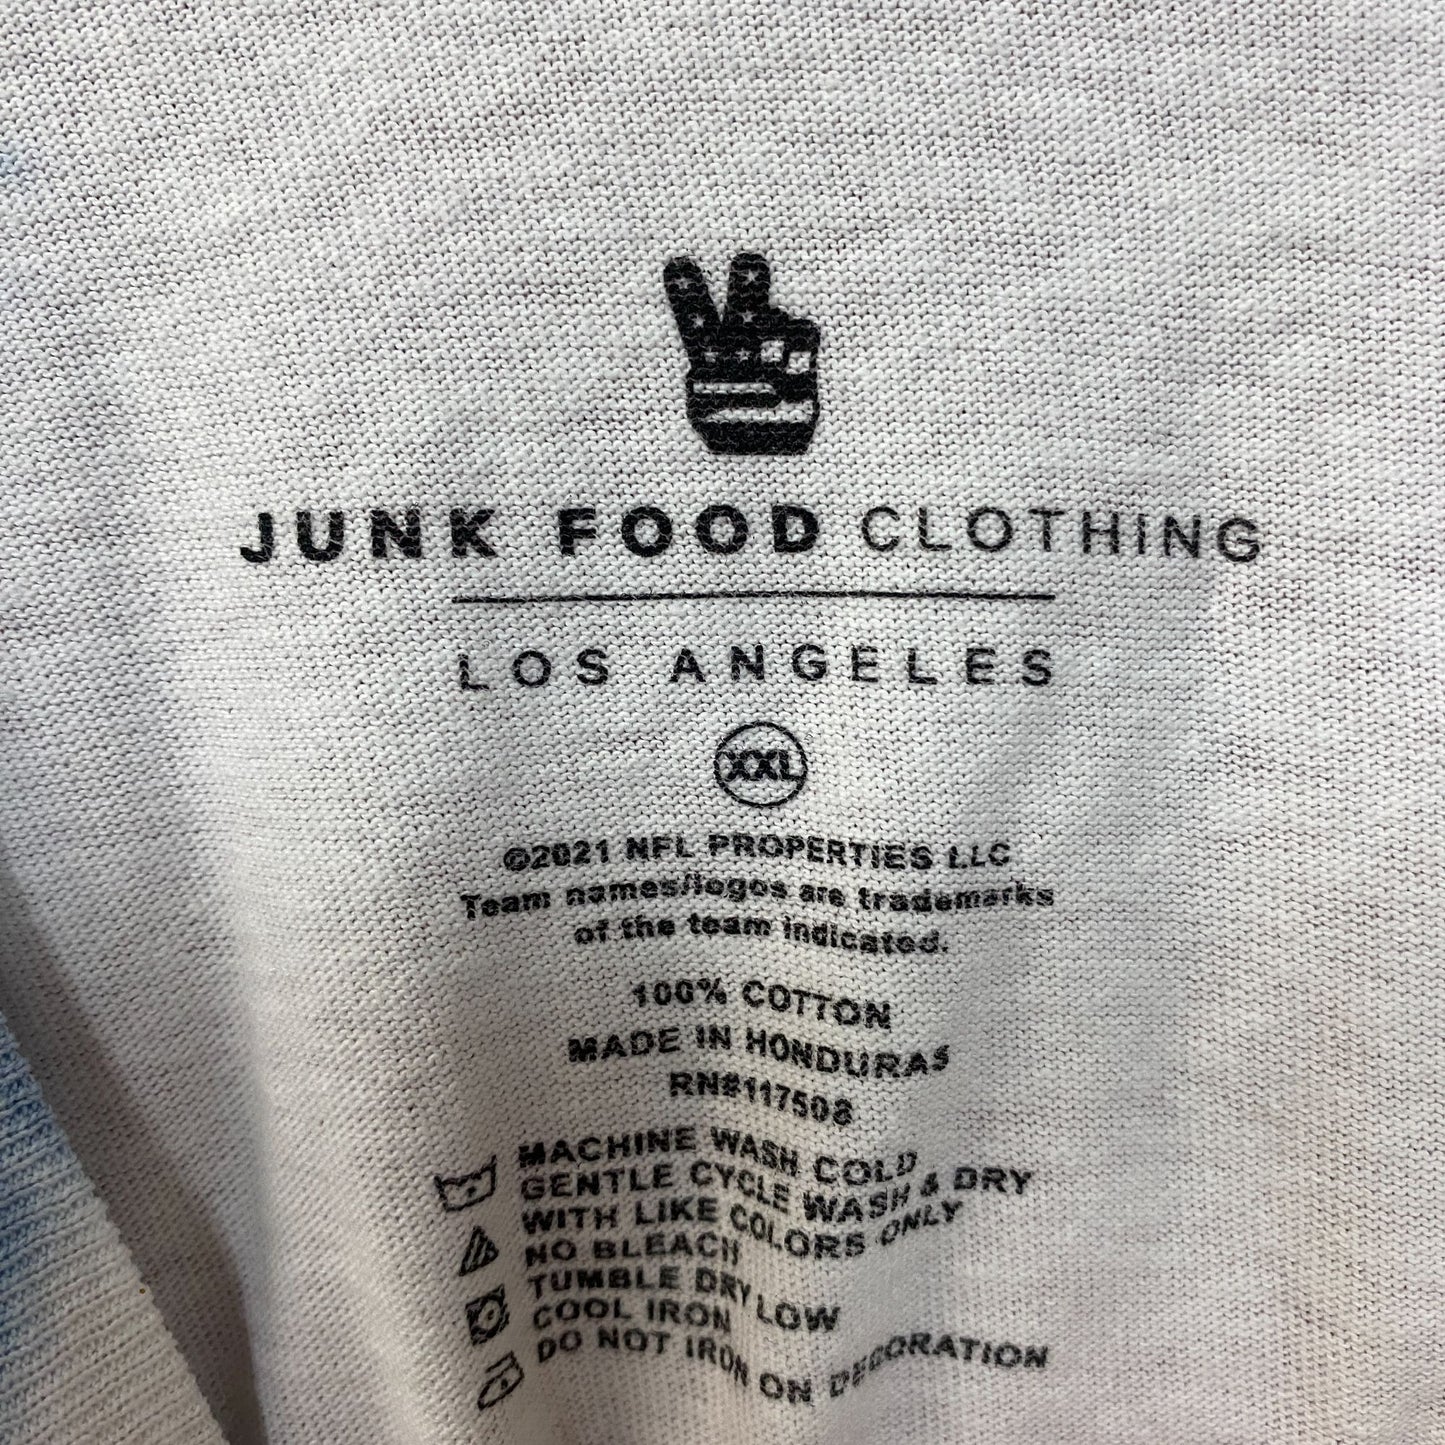 JUNK FOOD CLOTHING
LOS ANGELES
XXL
©2021 NFL PROPERTIES LLC
Team names/logos are trademarks
of the team indicated.
100% COTTON
MADE IN HONDURAS
RN#117508
MACHINE WASH COLD
GENTLE CYCLE WASH & DRY
WITH LIKE COLORS ONLY
NO BLEACH
TUMBLE DRY LOW
COOL IRON
DO NOT IRON ON DECORATION